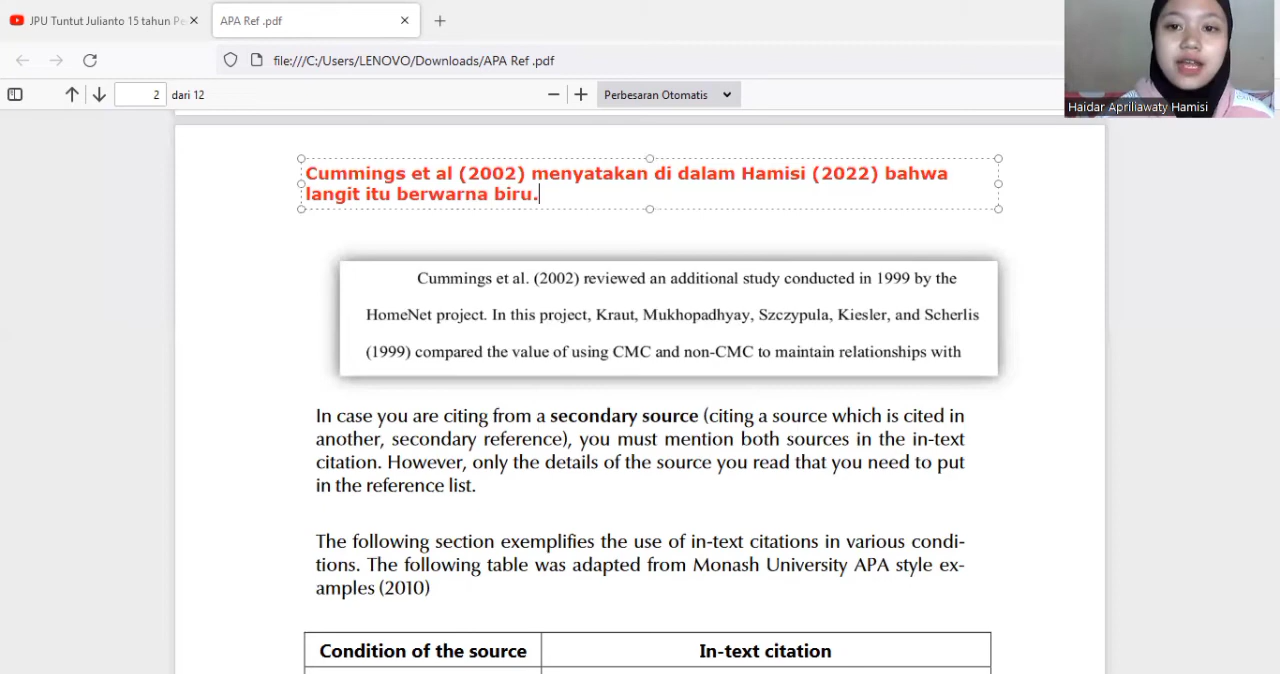 JPU Tuntut Julianto 15 tahun Pe
APA Ref .pdf
file:///C:/Users/LENOVO/Downloads/APA Ref .pdf
2 dari 12
Perbesaran Otomatis
Haidar Apriliawaty Hamisi
Cummings et al (2002) menyatakan di dalam Hamisi (2022) bahwa
langit itu berwarna biru.
Cummings et al. (2002) reviewed an additional study conducted in 1999 by the
HomeNet project. In this project, Kraut, Mukhopadhyay, Szczypula, Kiesler, and Scherlis
(1999) compared the value of using CMC and non-CMC to maintain relationships with
In case you are citing from a secondary source (citing a source which is cited in
another, secondary reference), you must mention both sources in the in-text
citation. However, only the details of the source you read that you need to put
in the reference list.
The following section exemplifies the use of in-text citations in various condi-
tions. The following table was adapted from Monash University APA style ex-
amples (2010)
Condition of the source
In-text citation